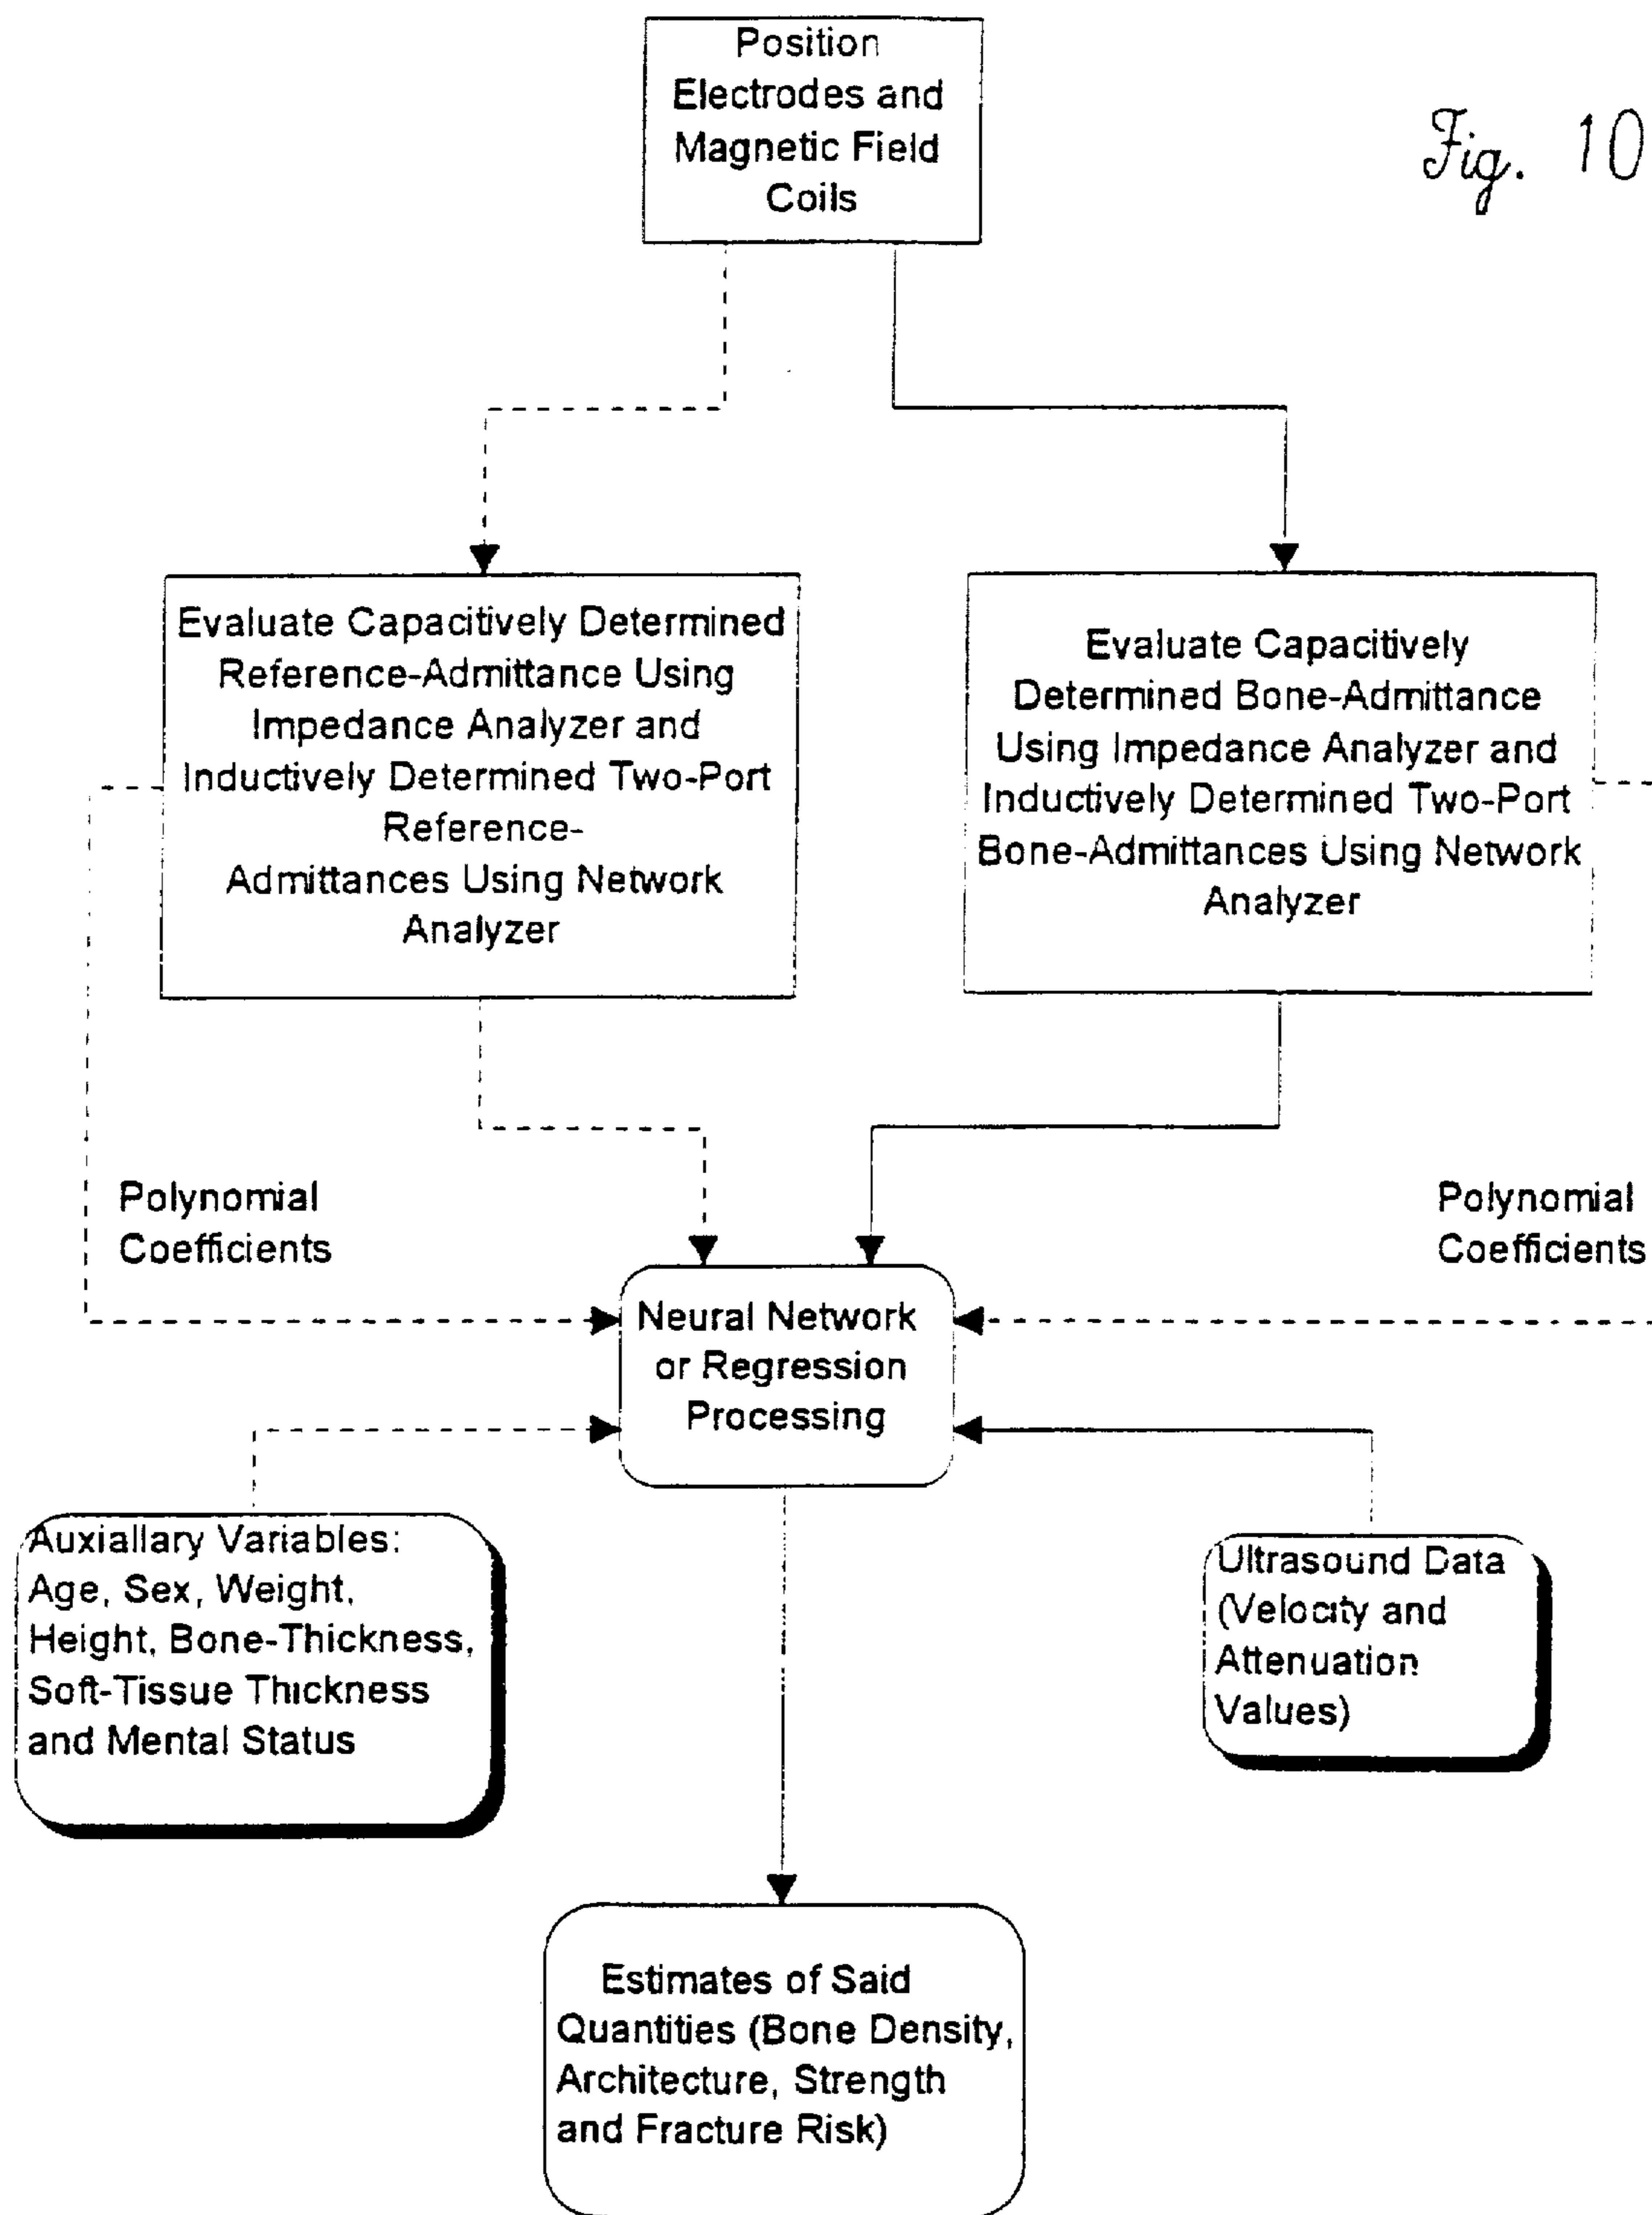 Position
Electrodes and
Magnetic Field
Coils
Fig. 10
Evaluate Capacitively Determined
Reference-Admittance Using
Impedance Analyzer and
Inductively Determined Two-Port
Reference-
Admittances Using Network
Analyzer
Evaluate Capacitively
Determined Bone-Admittance
Using Impedance Analyzer and
Inductively Determined Two-Port
Bone-Admittances Using Network
Analyzer
Polynomial
Coefficients
Polynomial
Coefficients
Neural Network
or Regression
Processing
Auxiallary Variables:
Age, Sex, Weight,
Height, Bone-Thickness,
Soft-Tissue Thickness
and Mental Status
Ultrasound Data
(Velocity and
Attenuation
Values)
Estimates of Said
Quantities (Bone Density,
Architecture, Strength
and Fracture Risk)